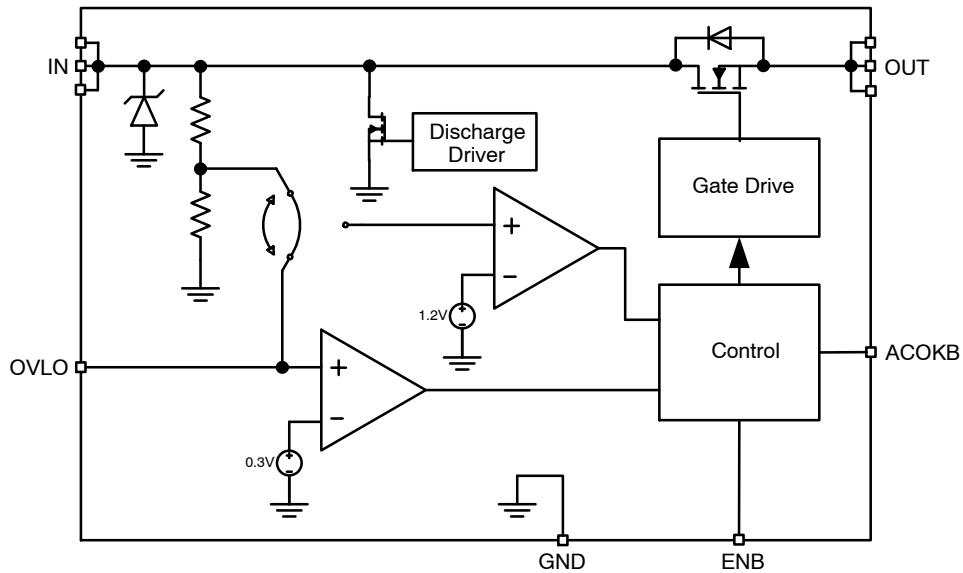 IN
OUT
Discharge
Driver
Gate Drive
+
−
1.2V
+
−
Control
OVLO
ACOKB
+
−
0.3V
+
−
GND
ENB